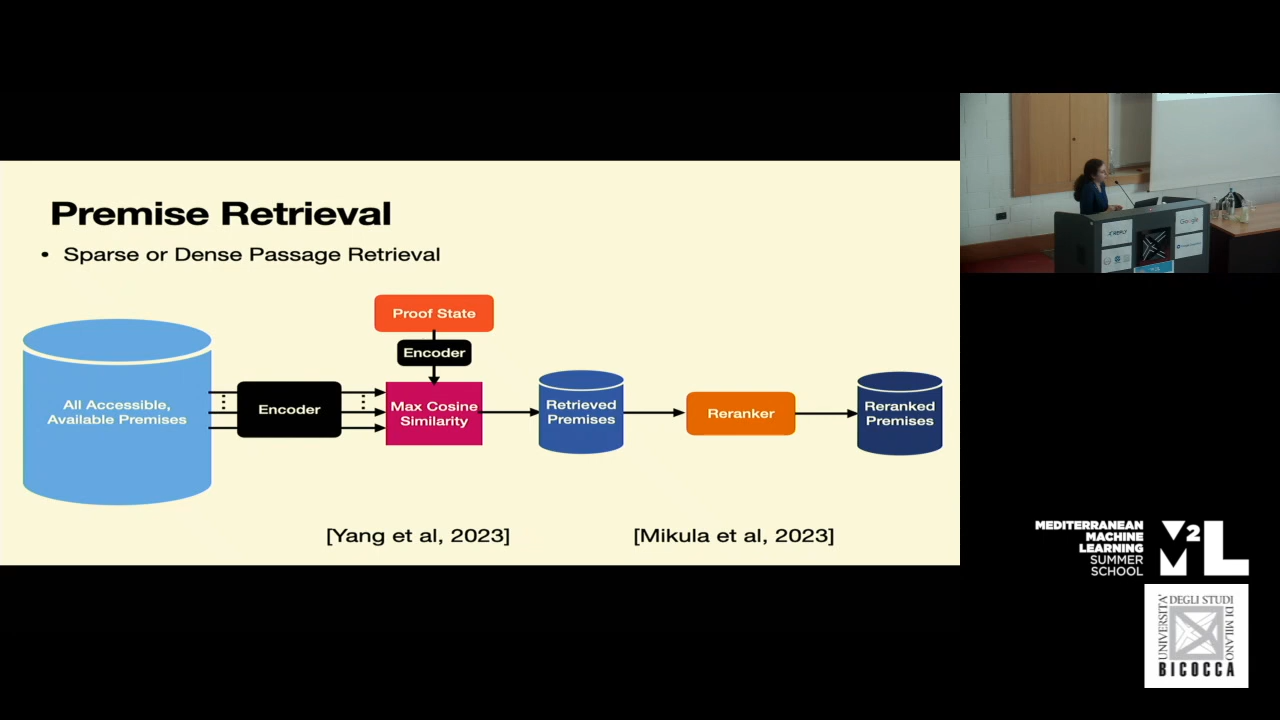 Premise Retrieval
• Sparse or Dense Passage Retrieval
Proof State
Encoder
All Accessible,
Available Premises
Encoder
Max Cosine
Similarity
Retrieved
Premises
Reranker
Reranked
Premises
[Yang et al, 2023]
[Mikula et al, 2023]
Google
MEDITERRANEAN
MACHINE
LEARNING
SUMMER
SCHOOL
M2L
UNIVERSITÀ
DEGLI STUDI
DI MILANO
BICOCCA